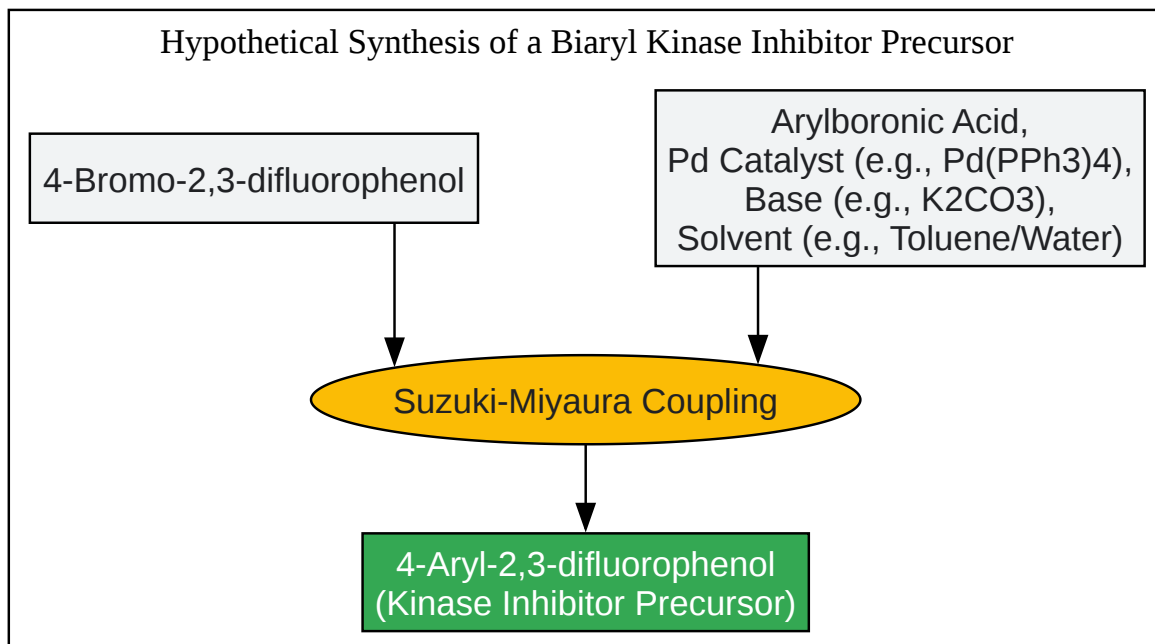 Hypothetical Synthesis of a Biaryl Kinase Inhibitor Precursor
4-Bromo-2,3-difluorophenol
Arylboronic Acid,
Pd Catalyst (e.g., Pd(PPh3)4),
Base (e.g., K2CO3),
Solvent (e.g., Toluene/Water)
Suzuki-Miyaura Coupling
4-Aryl-2,3-difluorophenol
(Kinase Inhibitor Precursor)